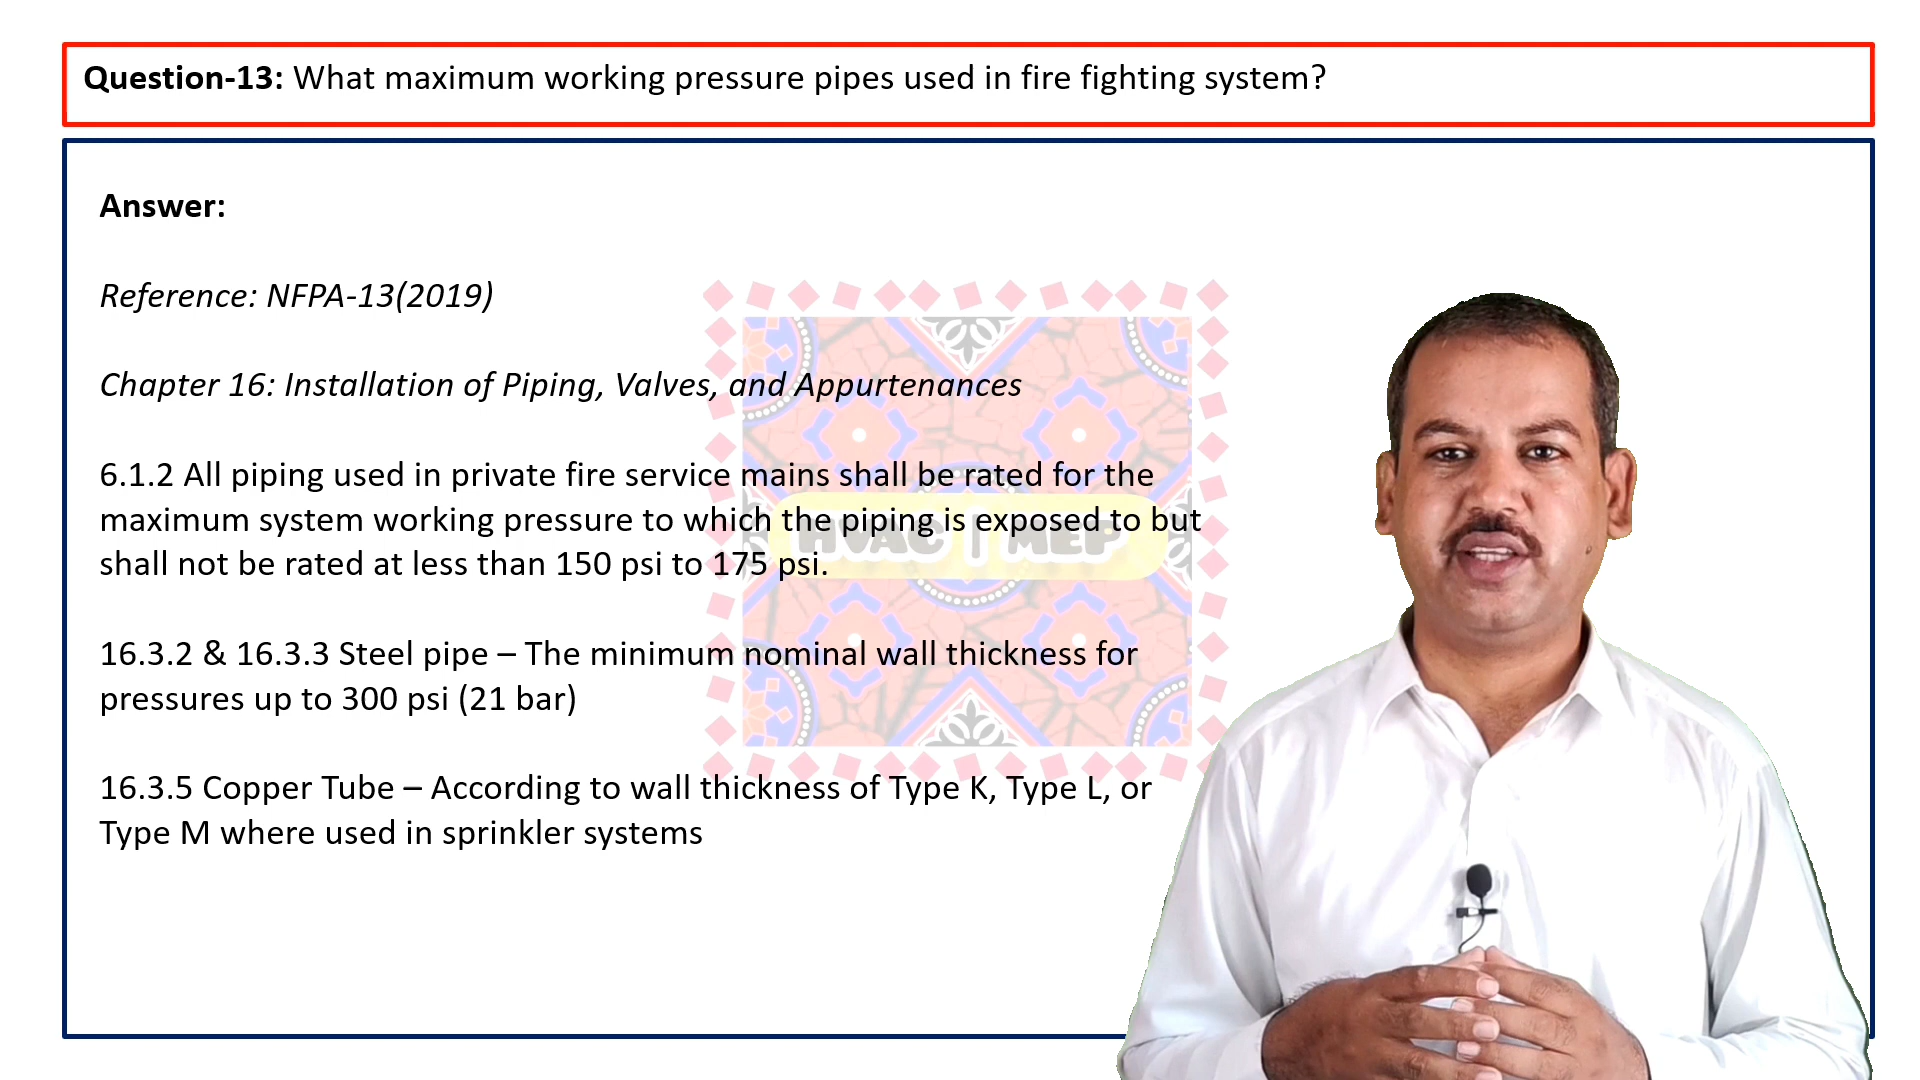 Question-13: What maximum working pressure pipes used in fire fighting system?
Answer:
Reference: NFPA-13(2019)
Chapter 16: Installation of Piping, Valves, and Appurtenances
6.1.2 All piping used in private fire service mains shall be rated for the
maximum system working pressure to which the piping is exposed to but
shall not be rated at less than 150 psi to 175 psi.
HVAC | MEP
16.3.2 & 16.3.3 Steel pipe – The minimum nominal wall thickness for
pressures up to 300 psi (21 bar)
16.3.5 Copper Tube – According to wall thickness of Type K, Type L, or
Type M where used in sprinkler systems